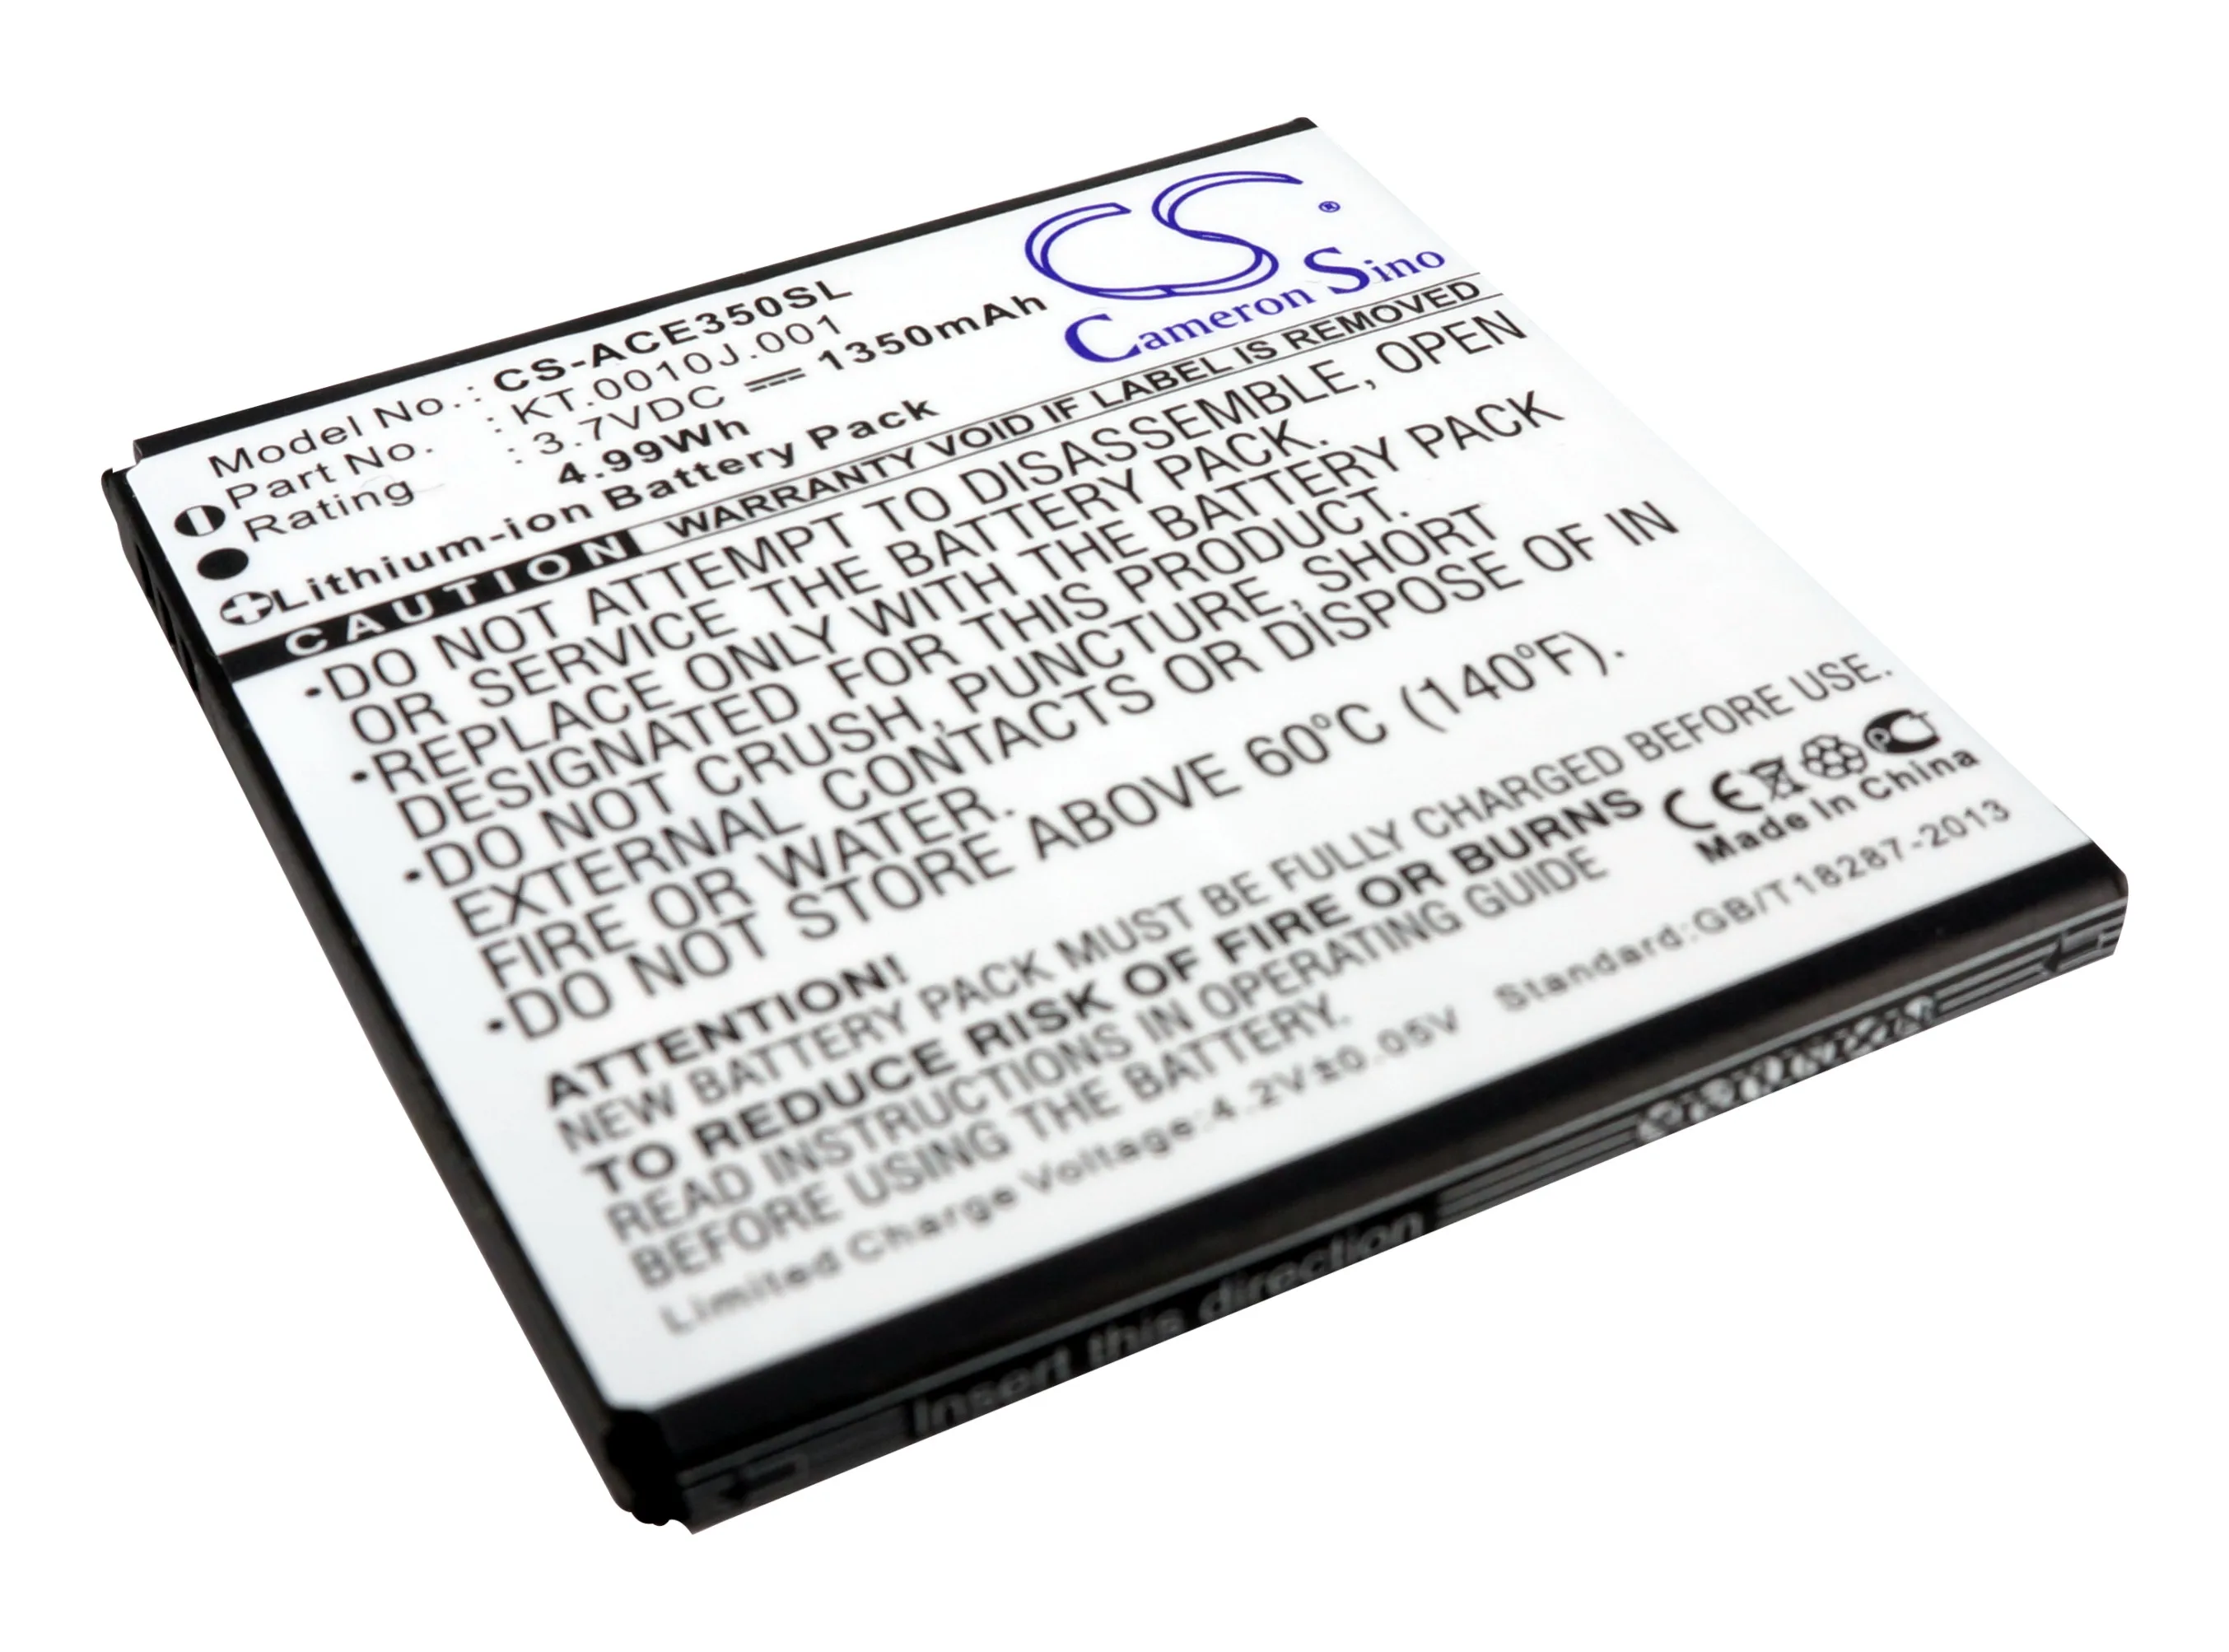 CS ®
Cameron Sino
Model No. : CS-ACE350SL
Part No. : KT.0010J.001
Rating : 3.7VDC 1350mAh
4.99Wh
Lithium-ion Battery Pack
CAUTION WARRANTY VOID IF LABEL IS REMOVED
•DO NOT ATTEMPT TO DISASSEMBLE, OPEN
OR SERVICE THE BATTERY PACK.
•REPLACE ONLY WITH THE BATTERY PACK
DESIGNATED FOR THIS PRODUCT.
•DO NOT CRUSH, PUNCTURE, SHORT
EXTERNAL CONTACTS OR DISPOSE OF IN
FIRE OR WATER.
•DO NOT STORE ABOVE 60°C (140°F).
ATTENTION!
NEW BATTERY PACK MUST BE FULLY CHARGED BEFORE USE.
TO REDUCE RISK OF FIRE OR BURNS
READ INSTRUCTIONS IN OPERATING GUIDE
BEFORE USING THE BATTERY.
CE PCT
Made In China
Limited Charge Voltage:4.2V±0.05V Standard:GB/T18287-2013
Insert this direction